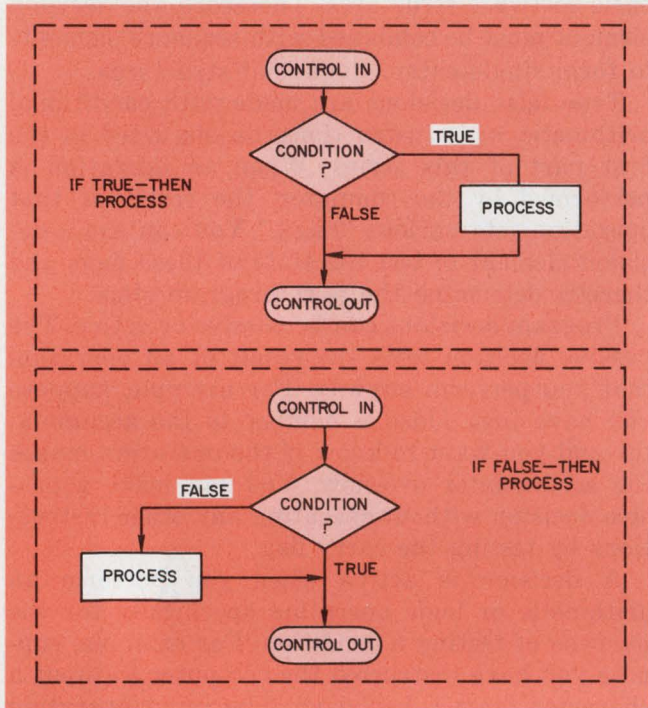 CONTROL IN
CONDITION
?
TRUE
FALSE
IF TRUE—THEN
PROCESS
PROCESS
CONTROL OUT
CONTROL IN
CONDITION
?
FALSE
TRUE
IF FALSE—THEN
PROCESS
PROCESS
CONTROL OUT